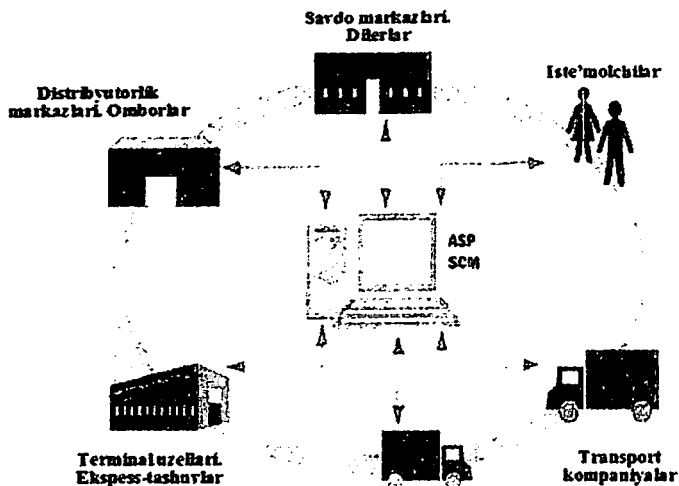 Savdo markazlari.
Dilerlar
Iste'molchilar
Distribyutorlik
markazlari. Omborlar
ASP
SCM
Terminal uzellari.
Ekspess-tashuvlar
Transport
kompaniyalar